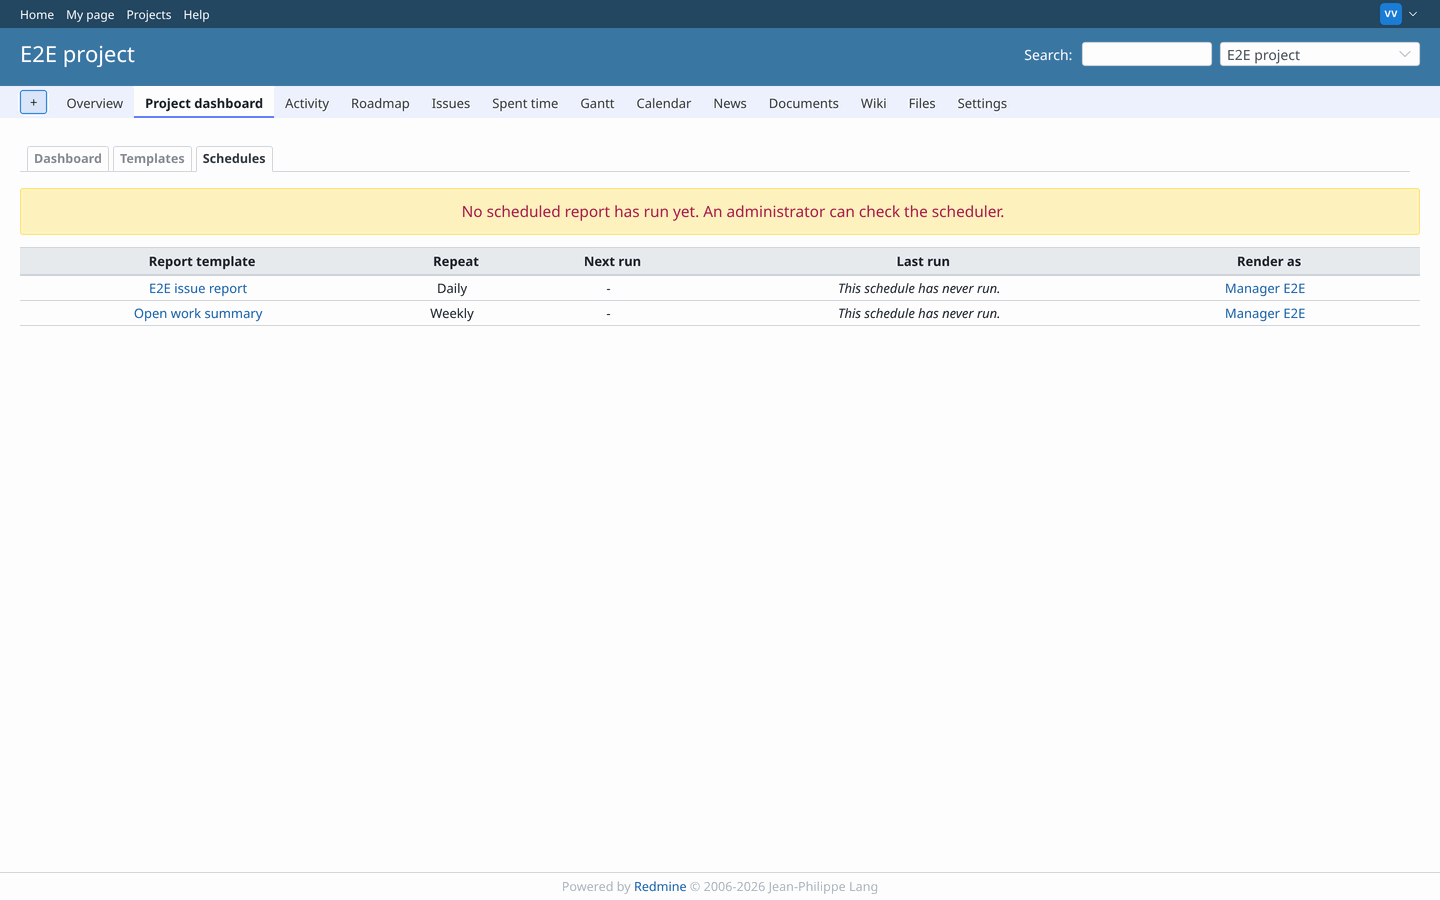 Home My page Projects Help VV
E2E project
Search: E2E project
+ Overview Project dashboard Activity Roadmap Issues Spent time Gantt Calendar News Documents Wiki Files Settings
Dashboard Templates Schedules
No scheduled report has run yet. An administrator can check the scheduler.
Report template Repeat Next run Last run Render as
E2E issue report Daily - This schedule has never run. Manager E2E
Open work summary Weekly - This schedule has never run. Manager E2E
Powered by Redmine © 2006-2026 Jean-Philippe Lang